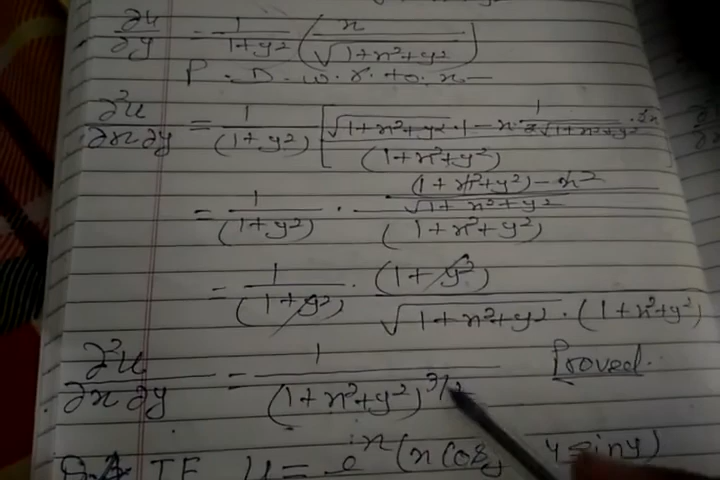 ∂u/∂y = 1/(1+y²) (x/√(1+x²+y²))
P. D. w. r. to. x —
∂²u/∂x∂y = 1/(1+y²) [(√(1+x²+y²)·1 − x·1/(2√(1+x²+y²))·2x)/(1+x²+y²)]
= 1/(1+y²) · (((1+x²+y²)−x²)/√(1+x²+y²))/(1+x²+y²)
= 1/(1+y²) · (1+y²)/(√(1+x²+y²)·(1+x²+y²))
∂²u/∂x∂y = 1/(1+x²+y²)^(3/2) Proved.
IF u = e^x (x cosy y siny)